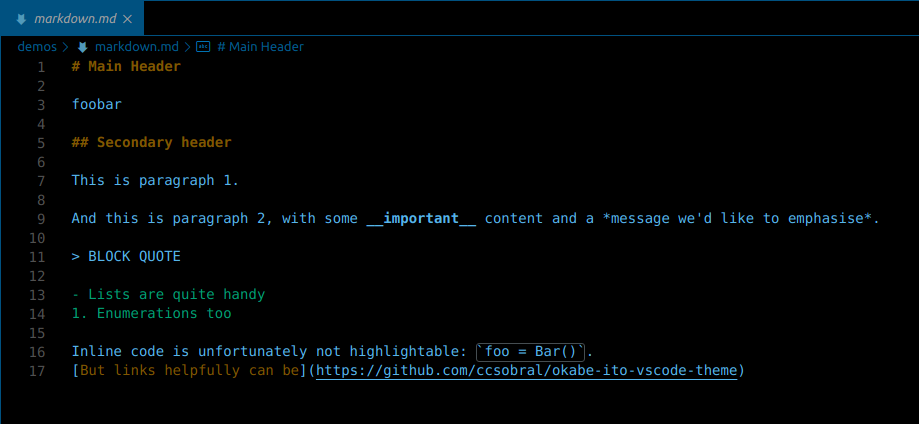 markdown.md ×
demos > markdown.md > abc # Main Header
1 # Main Header
2
3 foobar
4
5 ## Secondary header
6
7 This is paragraph 1.
8
9 And this is paragraph 2, with some __important__ content and a *message we'd like to emphasise*.
10
11 > BLOCK QUOTE
12
13 - Lists are quite handy
14 1. Enumerations too
15
16 Inline code is unfortunately not highlightable: `foo = Bar()`.
17 [But links helpfully can be](https://github.com/ccsobral/okabe-ito-vscode-theme)